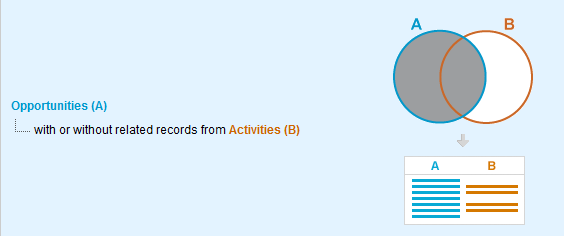 A B
Opportunities (A)
with or without related records from Activities (B)
A B